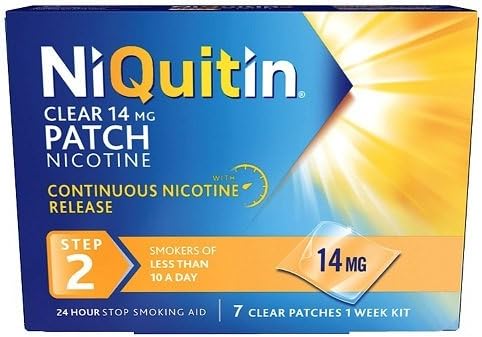 NiQuitin®
CLEAR 14 MG
PATCH
NICOTINE
WITH
CONTINUOUS NICOTINE
RELEASE
STEP
2
SMOKERS OF
LESS THAN
10 A DAY
14 MG
24 HOUR STOP SMOKING AID
7 CLEAR PATCHES 1 WEEK KIT